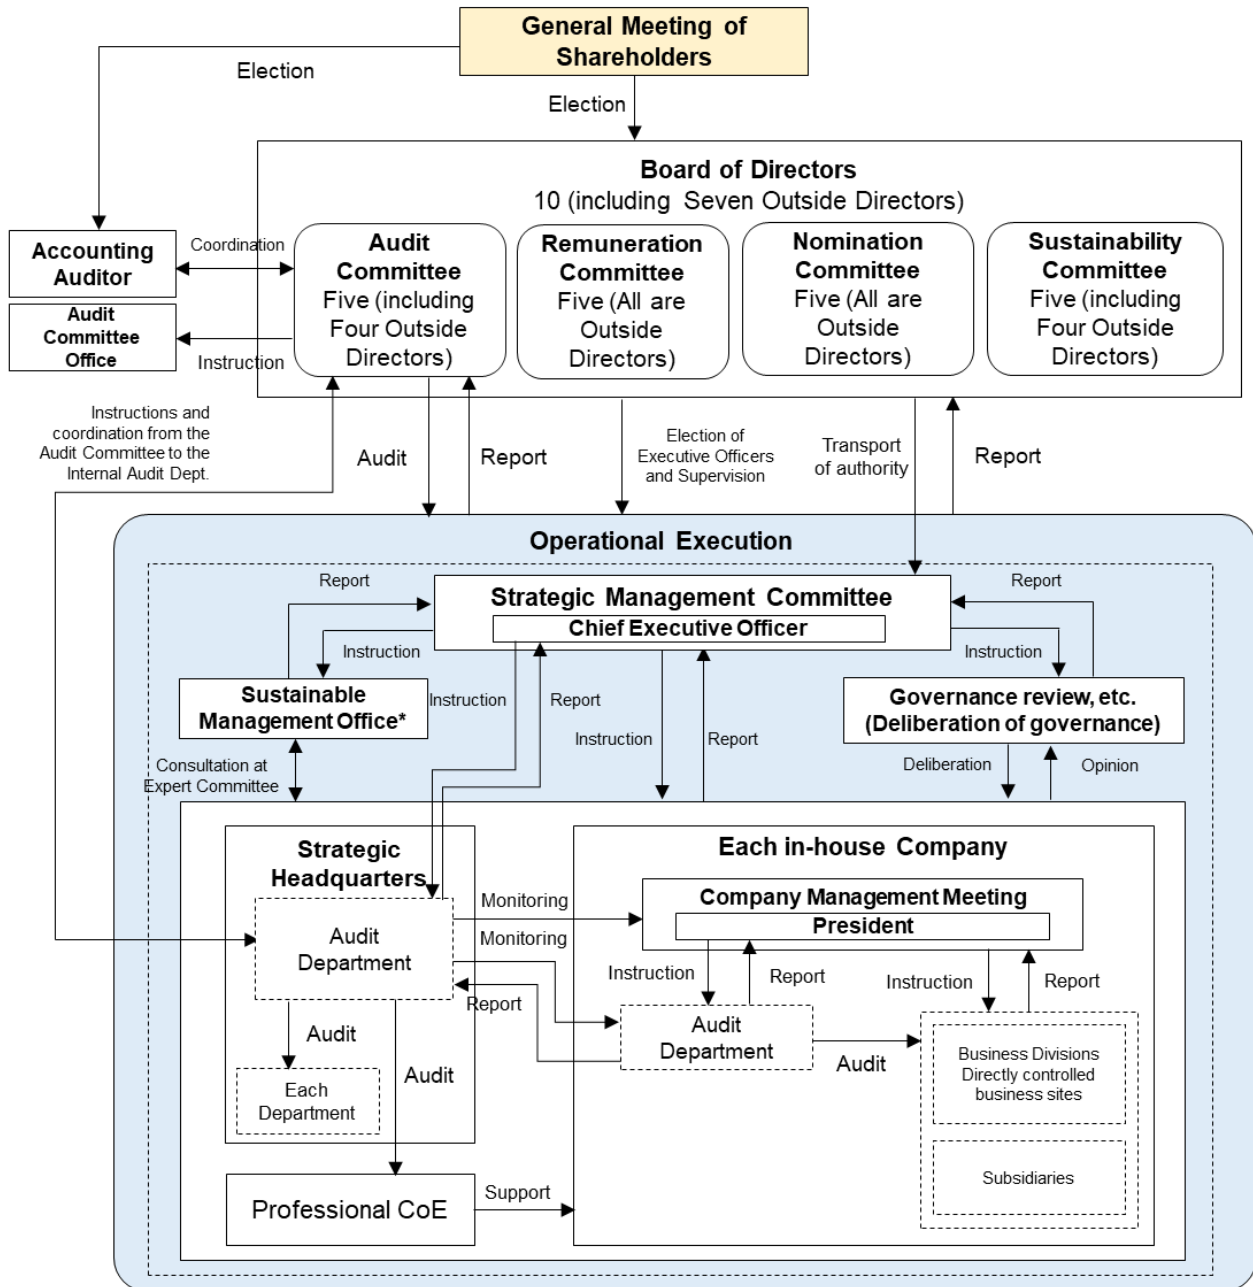 General Meeting of
Shareholders
Election
Election
Board of Directors
10 (including Seven Outside Directors)
Accounting
Auditor
Coordination
Audit
Committee
Five (including
Four Outside
Directors)
Remuneration
Committee
Five (All are
Outside
Directors)
Nomination
Committee
Five (All are
Outside
Directors)
Sustainability
Committee
Five (including
Four Outside
Directors)
Audit
Committee
Office
Instruction
Instructions and
coordination from the
Audit Committee to the
Internal Audit Dept.
Audit
Report
Election of
Executive Officers
and Supervision
Transport
of authority
Report
Operational Execution
Report
Strategic Management Committee
Chief Executive Officer
Report
Instruction
Instruction
Sustainable
Management Office*
Instruction
Report
Instruction
Report
Governance review, etc.
(Deliberation of governance)
Consultation at
Expert Committee
Deliberation
Opinion
Strategic
Headquarters
Each in-house Company
Audit
Department
Monitoring
Monitoring
Report
Company Management Meeting
President
Instruction
Report
Instruction
Report
Audit
Department
Audit
Business Divisions
Directly controlled
business sites
Subsidiaries
Audit
Audit
Each
Department
Professional CoE
Support